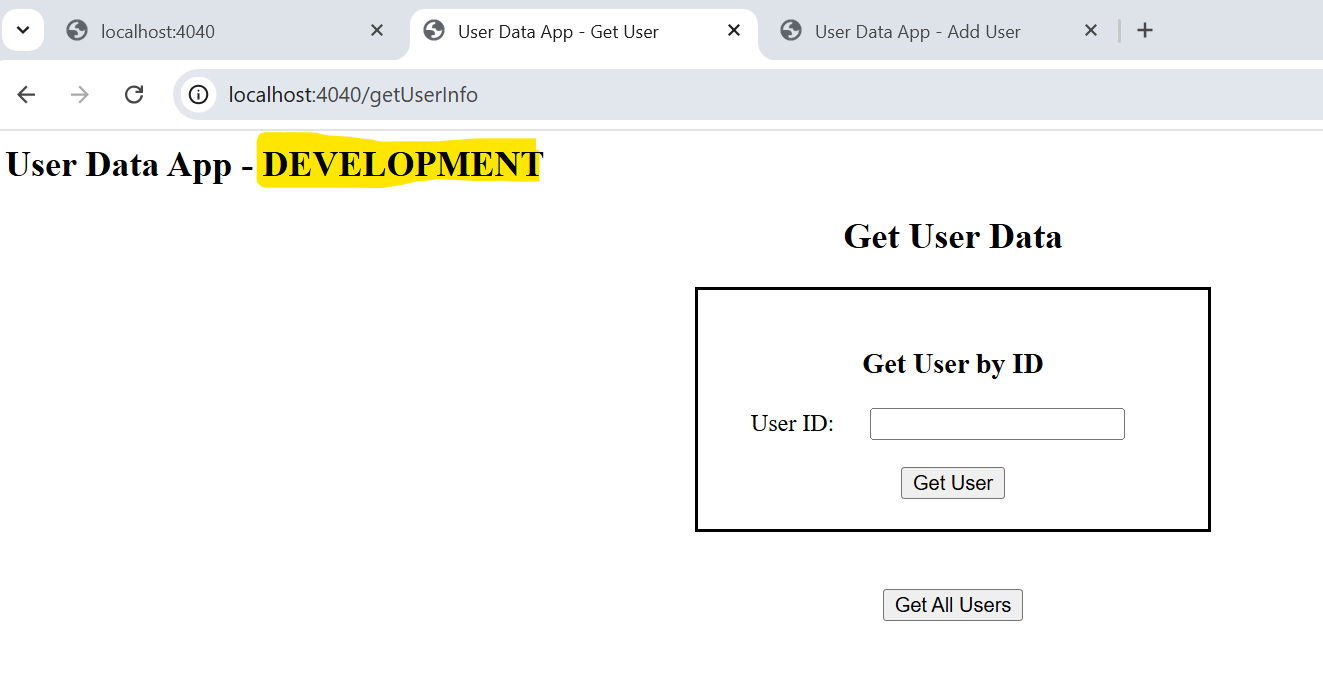 localhost:4040
User Data App - Get User
User Data App - Add User
localhost:4040/getUserInfo
User Data App - DEVELOPMENT
Get User Data
Get User by ID
User ID:
Get User
Get All Users